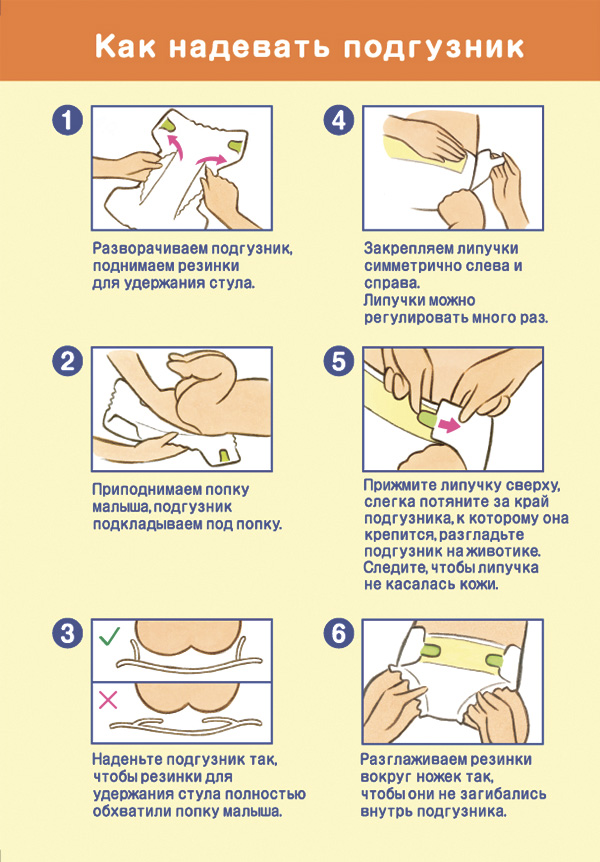 Как надевать подгузник
1
Разворачиваем подгузник,
поднимаем резинки
для удержания стула.
2
Приподнимаем попку
малыша, подгузник
подкладываем под попку.
3
Наденьте подгузник так,
чтобы резинки для
удержания стула полностью
обхватили попку малыша.
4
Закрепляем липучки
симметрично слева и
справа.
Липучки можно
регулировать много раз.
5
Прижмите липучку сверху,
слегка потяните за край
подгузника, к которому она
крепится, разгладьте
подгузник на животике.
Следите, чтобы липучка
не касалась кожи.
6
Разглаживаем резинки
вокруг ножек так,
чтобы они не загибались
внутрь подгузника.